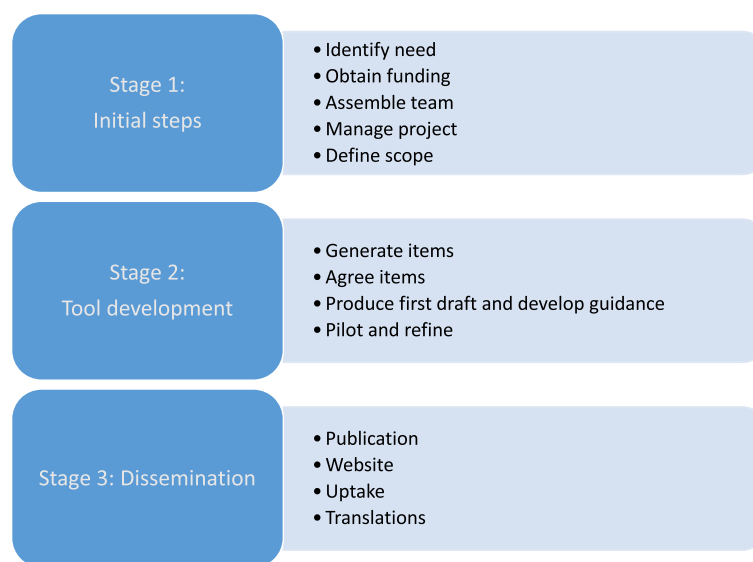 Stage 1:
Initial steps
• Identify need
• Obtain funding
• Assemble team
• Manage project
• Define scope
Stage 2:
Tool development
• Generate items
• Agree items
• Produce first draft and develop guidance
• Pilot and refine
Stage 3: Dissemination
• Publication
• Website
• Uptake
• Translations